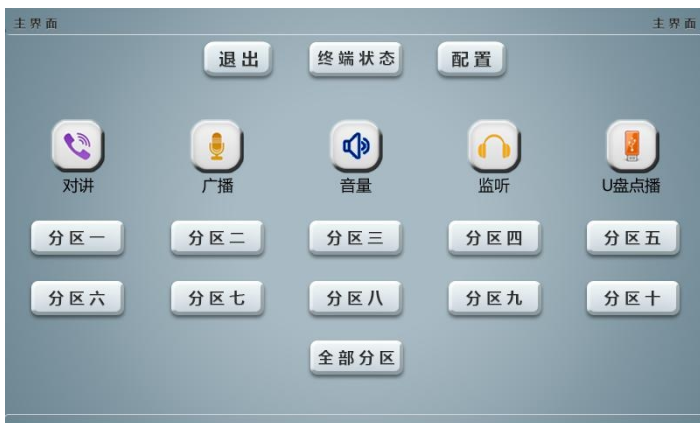 主界面 主界面
退出 终端状态 配置
对讲 广播 音量 监听 U盘点播
分区一 分区二 分区三 分区四 分区五
分区六 分区七 分区八 分区九 分区十
全部分区